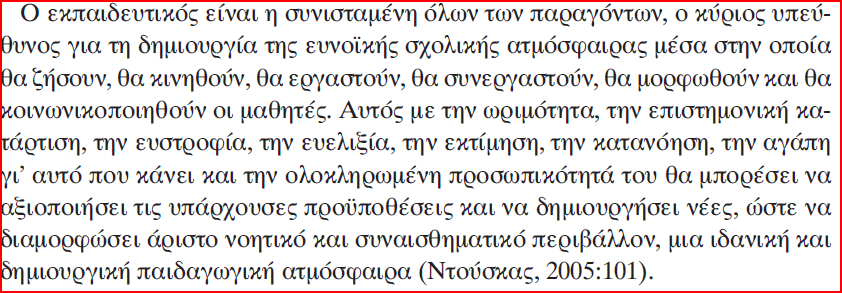 Ο εκπαιδευτικός είναι η συνισταμένη όλων των παραγόντων, ο κύριος υπεύ-
θυνος για τη δημιουργία της ευνοϊκής σχολικής ατμόσφαιρας μέσα στην οποία
θα ζήσουν, θα κινηθούν, θα εργαστούν, θα συνεργαστούν, θα μορφωθούν και θα
κοινωνικοποιηθούν οι μαθητές. Αυτός με την ωριμότητα, την επιστημονική κα-
τάρτιση, την ευστροφία, την ευελιξία, την εκτίμηση, την κατανόηση, την αγάπη
γι’ αυτό που κάνει και την ολοκληρωμένη προσωπικότητά του θα μπορέσει να
αξιοποιήσει τις υπάρχουσες προϋποθέσεις και να δημιουργήσει νέες, ώστε να
διαμορφώσει άριστο νοητικό και συναισθηματικό περιβάλλον, μια ιδανική και
δημιουργική παιδαγωγική ατμόσφαιρα (Ντούσκας, 2005:101).